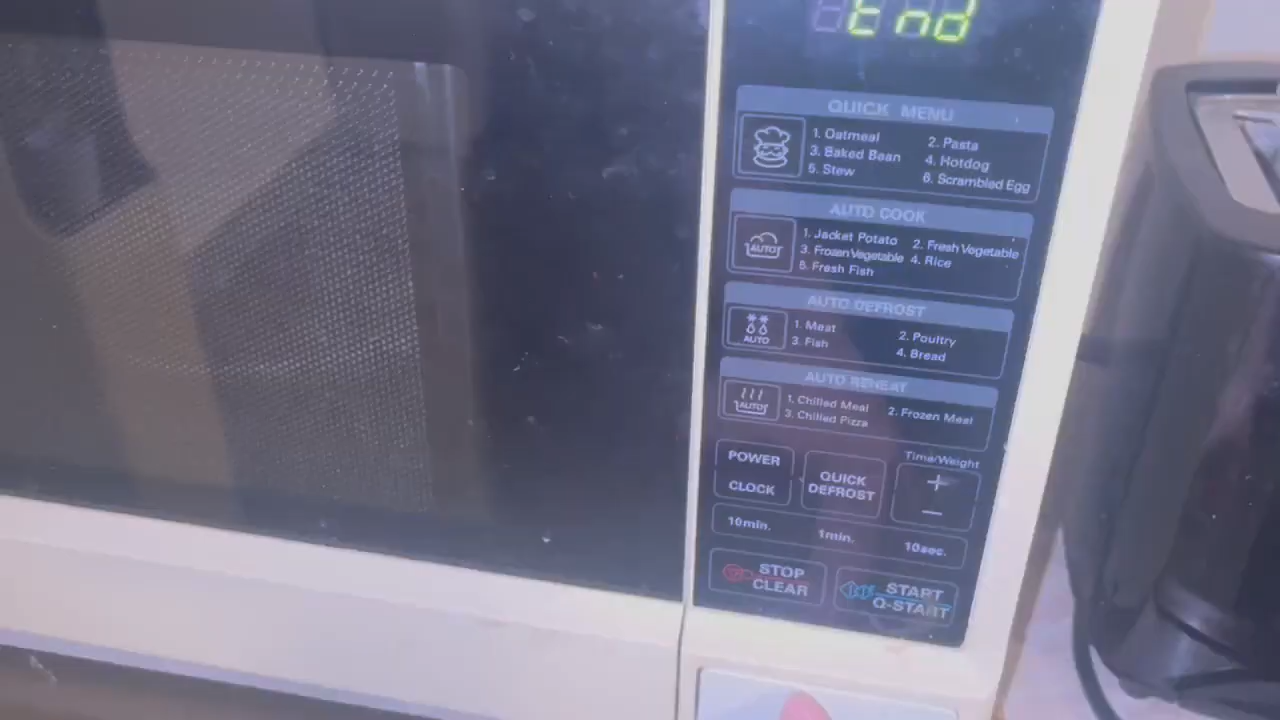 End
QUICK MENU
1. Oatmeal 2. Pasta
3. Baked Bean 4. Hotdog
5. Stew 6. Scrambled Egg
AUTO COOK
AUTO
1. Jacket Potato 2. Fresh Vegetable
3. Frozen Vegetable 4. Rice
5. Fresh Fish
AUTO DEFROST
AUTO
1. Meat 2. Poultry
3. Fish 4. Bread
AUTO REHEAT
AUTO
1. Chilled Meal 2. Frozen Meal
3. Chilled Pizza
Time/Weight
POWER
CLOCK
QUICK
DEFROST
+
−
10min. 1min. 10sec.
STOP
CLEAR
START
Q-START